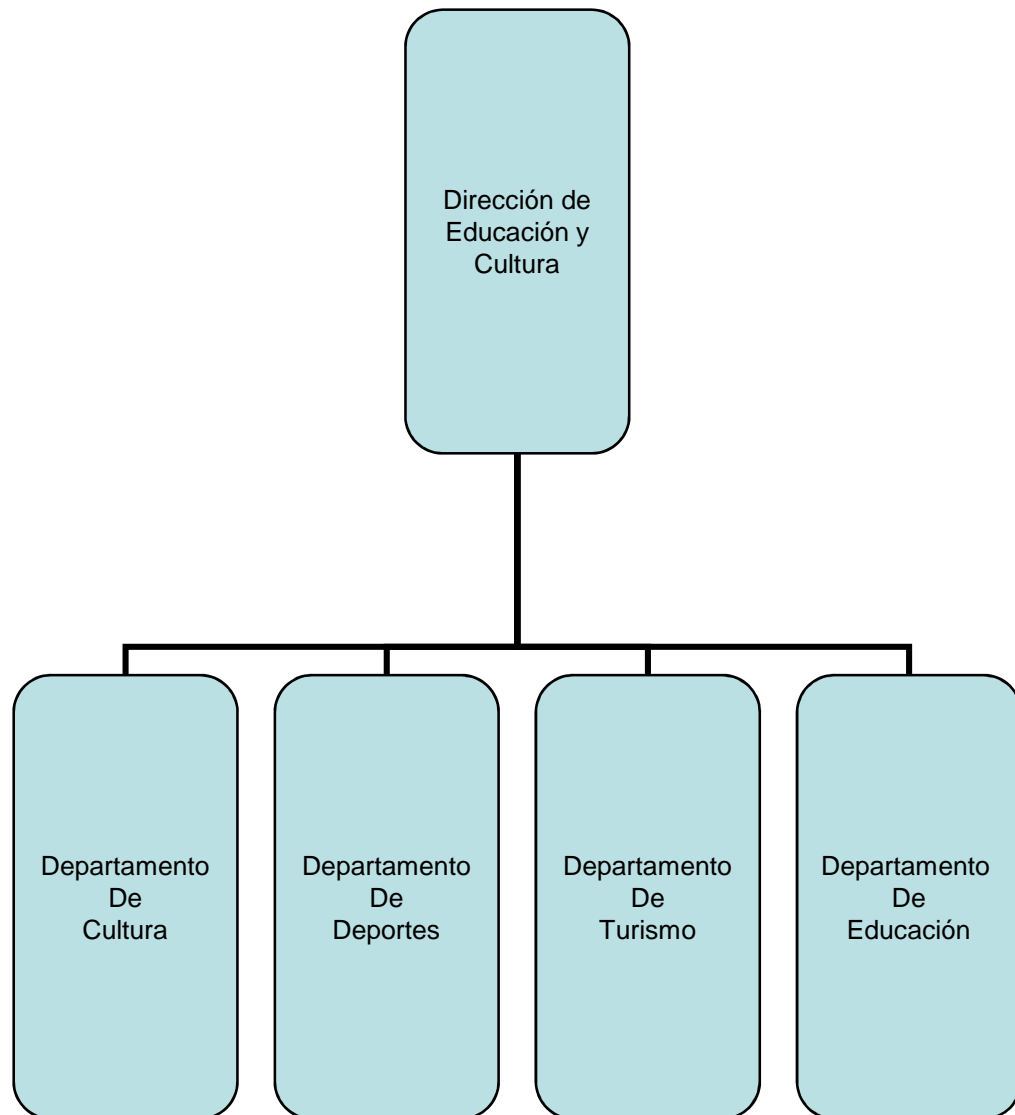 Dirección de
Educación y
Cultura
Departamento
De
Cultura
Departamento
De
Deportes
Departamento
De
Turismo
Departamento
De
Educación